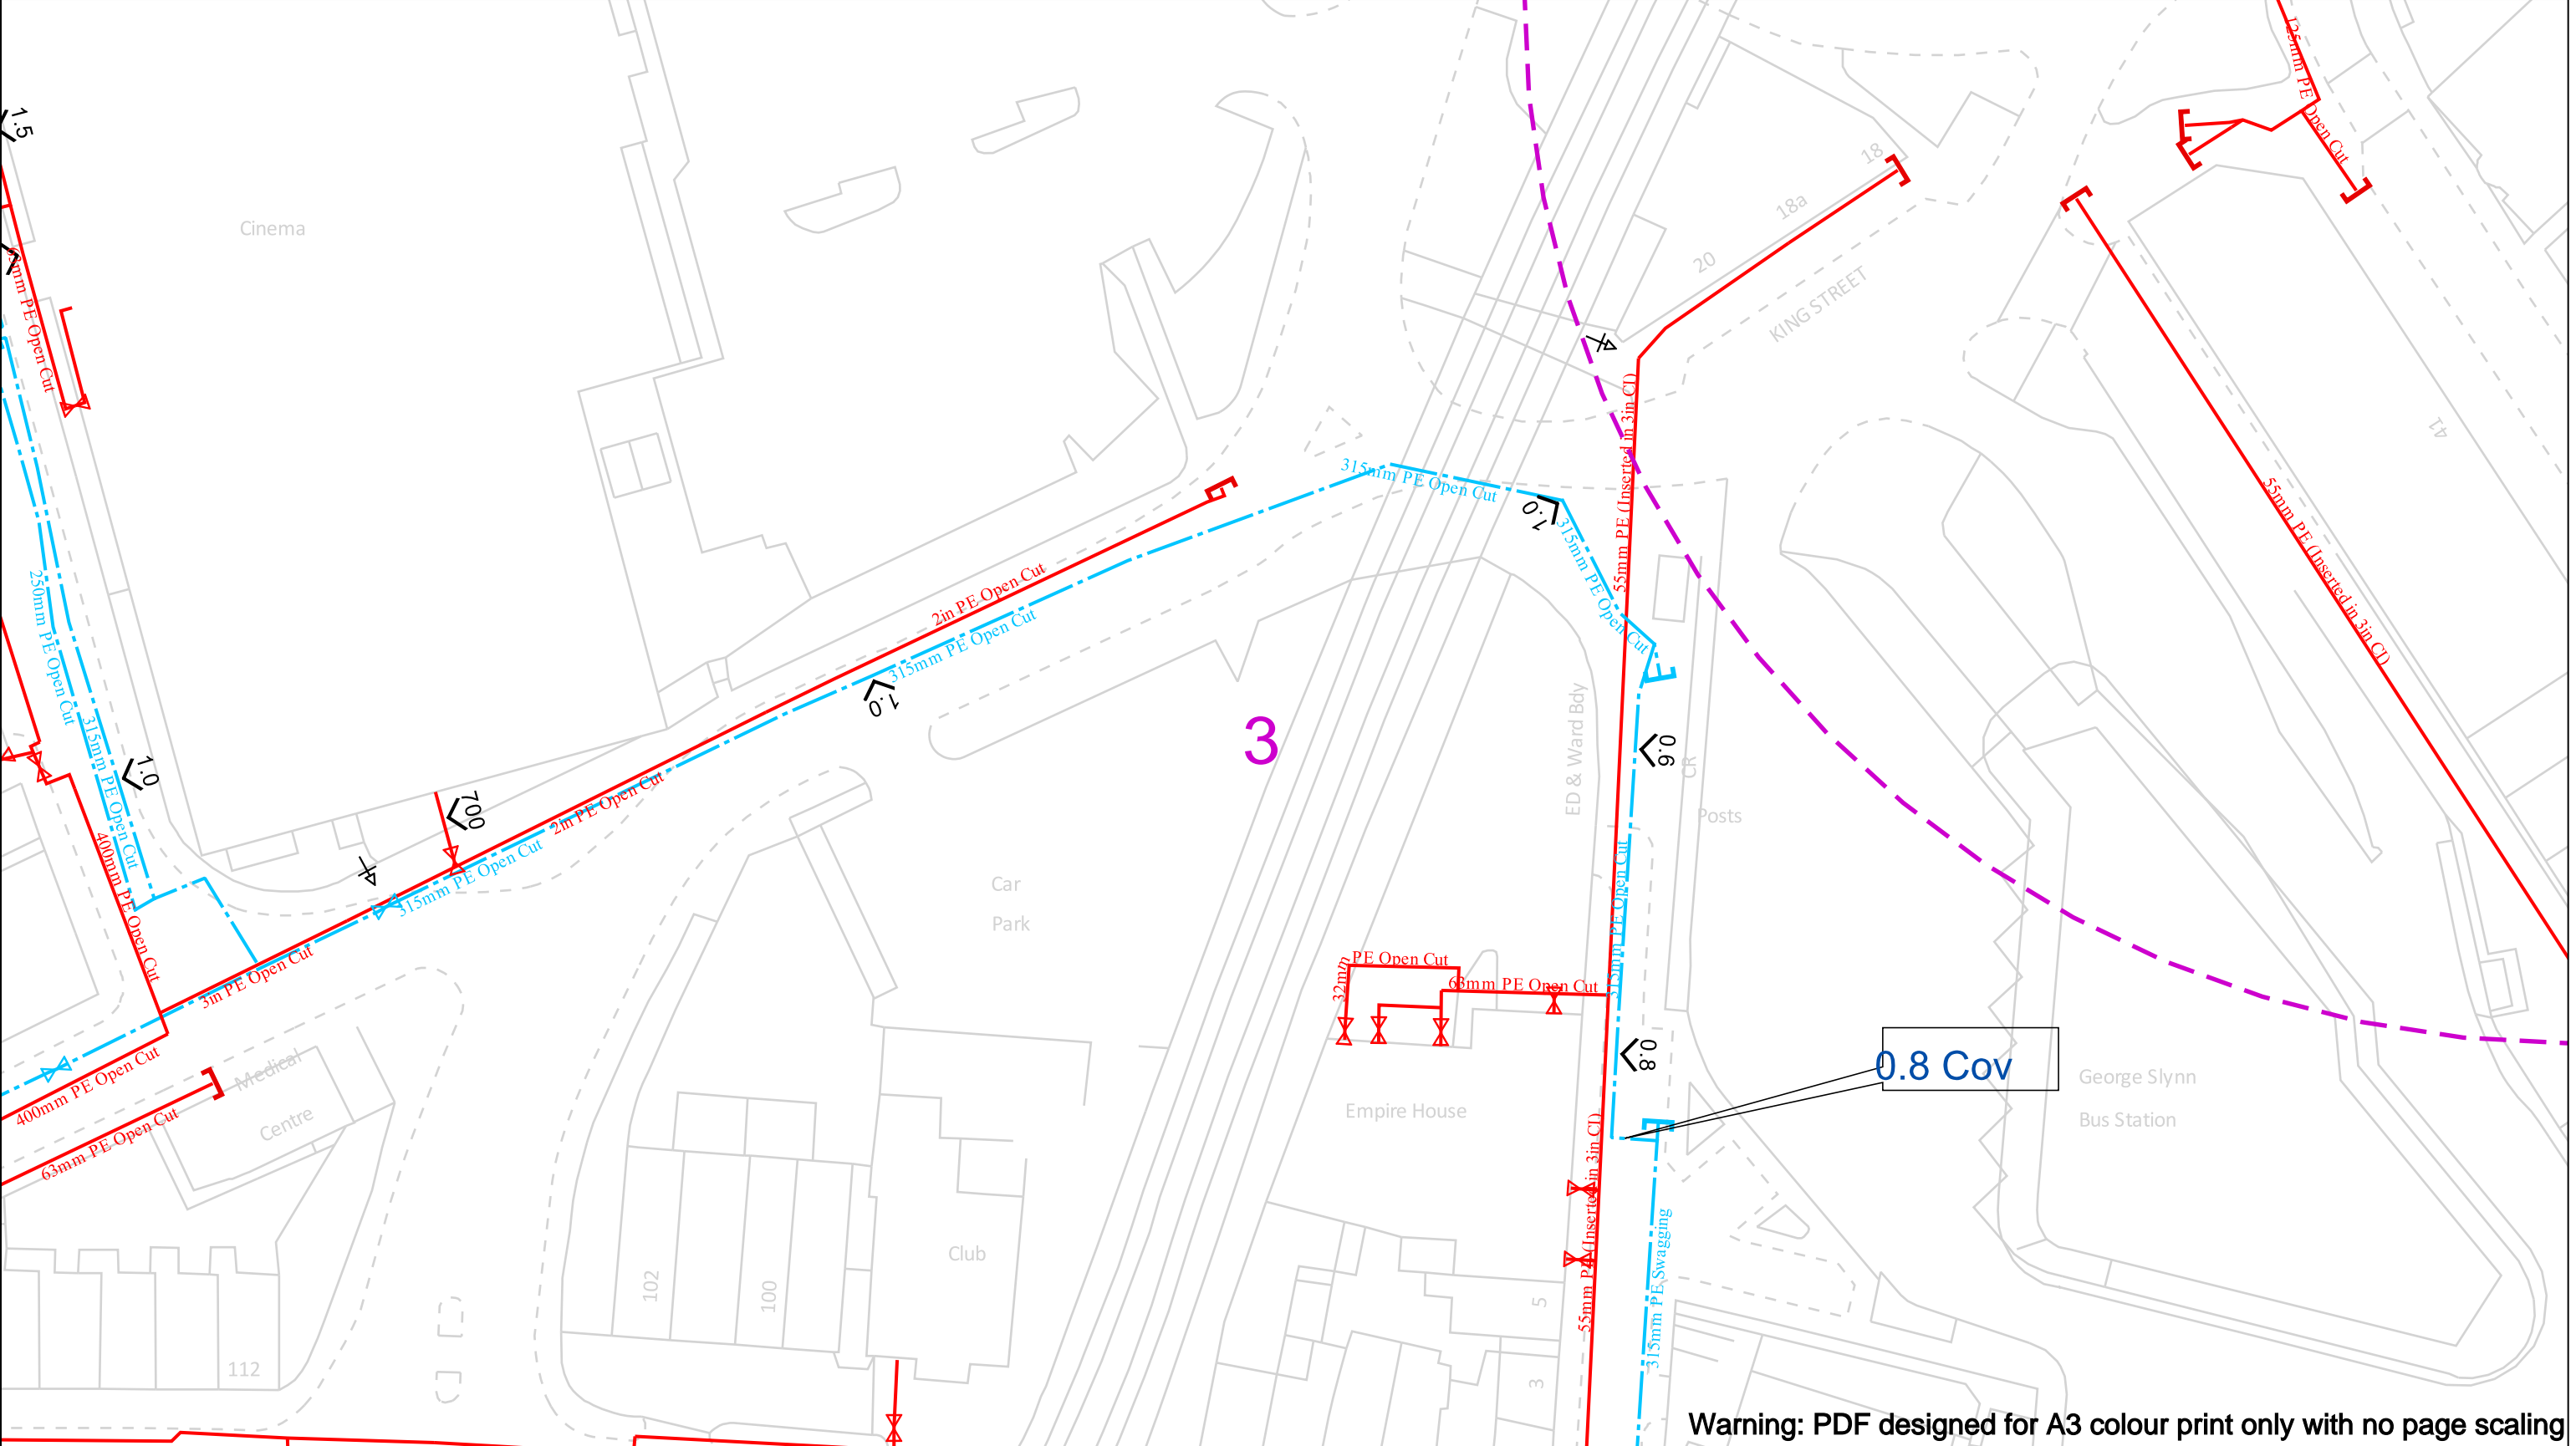 125mm PE Open Cut
1.5
18
18a
Cinema
20
KING STREET
63mm PE Open Cut
55mm PE (Inserted in 3in CI)
41
315mm PE Open Cut
1.0
315mm PE Open Cut
55mm PE (Inserted in 3in CI)
2in PE Open Cut
315mm PE Open Cut
250mm PE Open Cut
1.0
3
ED & Ward Bdy
0.6
CR
315mm PE Open Cut
1.0
700
2in PE Open Cut
Posts
315mm PE Open Cut
400mm PE Open Cut
Car
Park
315mm PE Open Cut
3in PE Open Cut
32mm PE Open Cut
63mm PE Open Cut
0.8
0.8 Cov
Medical
Centre
400mm PE Open Cut
63mm PE Open Cut
Empire House
George Slynn
Bus Station
55mm PE (Inserted in 3in CI)
315mm PE Swagging
Club
102
100
5
112
3
Warning: PDF designed for A3 colour print only with no page scaling